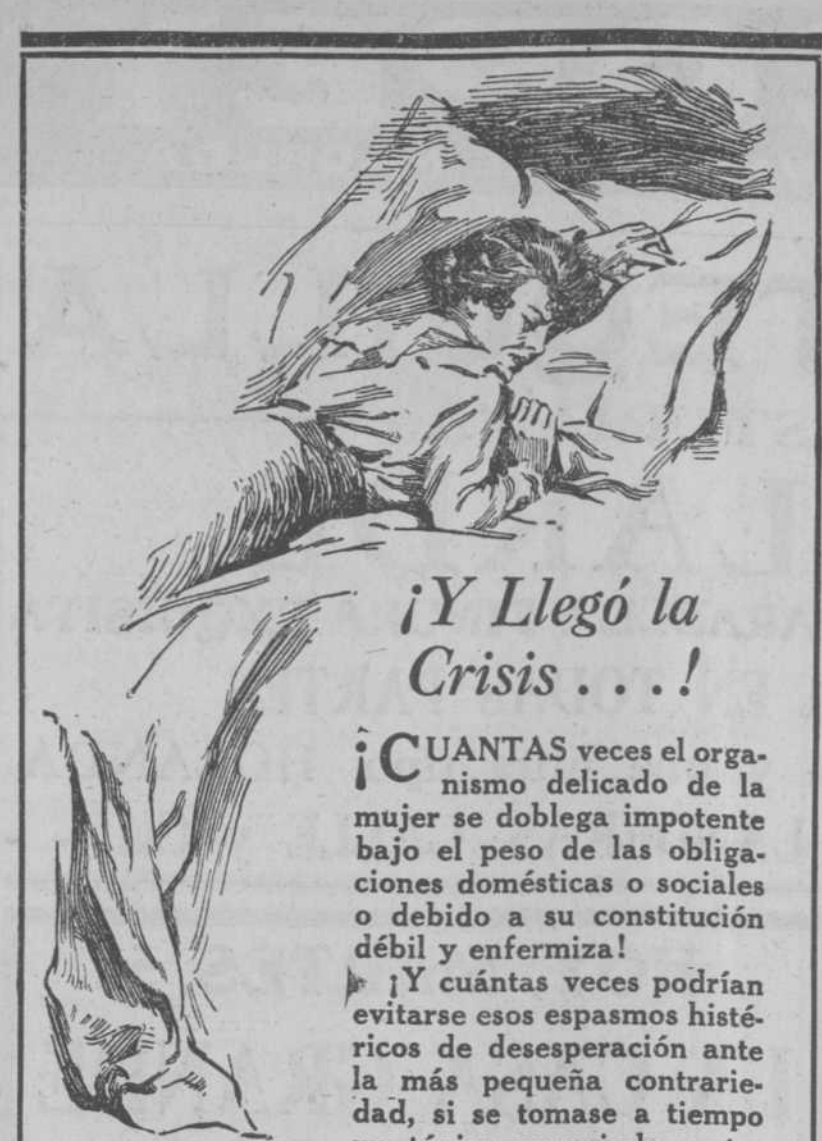 ¡Y Llegó la
Crisis . . . !
¡CUANTAS veces el orga-
nismo delicado de la
mujer se doblega impotente
bajo el peso de las obliga-
ciones domésticas o sociales
o debido a su constitución
débil y enfermiza!
¡Y cuántas veces podrían
evitarse esos espasmos histé-
ricos de desesperación ante
la más pequeña contrarie-
dad, si se tomase a tiempo